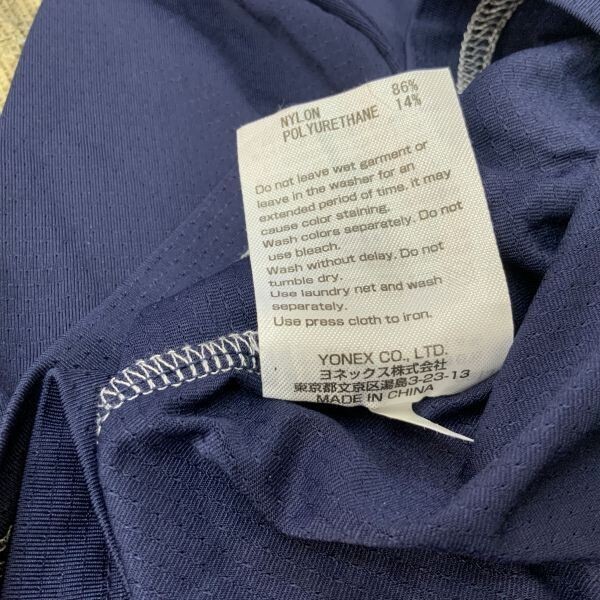 NYLON 86%
POLYURETHANE 14%
Do not leave wet garment or
leave in the washer for an
extended period of time, it may
cause color staining.
Wash colors separately. Do not
use bleach.
Wash without delay. Do not
tumble dry.
Use laundry net and wash
separately.
Use press cloth to iron.
YONEX CO., LTD.
ヨネックス株式会社
東京都文京区湯島3-23-13
MADE IN CHINA